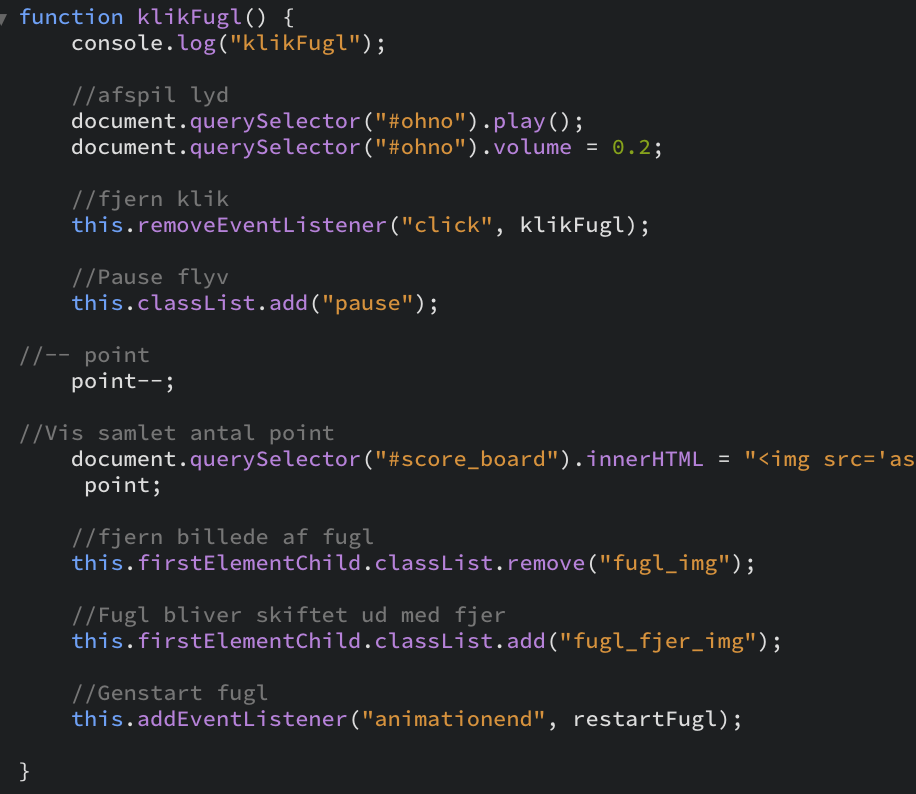 function klikFugl() {
    console.log("klikFugl");
    //afspil lyd
    document.querySelector("#ohno").play();
    document.querySelector("#ohno").volume = 0.2;
    //fjern klik
    this.removeEventListener("click", klikFugl);
    //Pause flyv
    this.classList.add("pause");
//-- point
    point--;
//Vis samlet antal point
    document.querySelector("#score_board").innerHTML = "<img src='as
     point;
    //fjern billede af fugl
    this.firstElementChild.classList.remove("fugl_img");
    //Fugl bliver skiftet ud med fjer
    this.firstElementChild.classList.add("fugl_fjer_img");
    //Genstart fugl
    this.addEventListener("animationend", restartFugl);
}